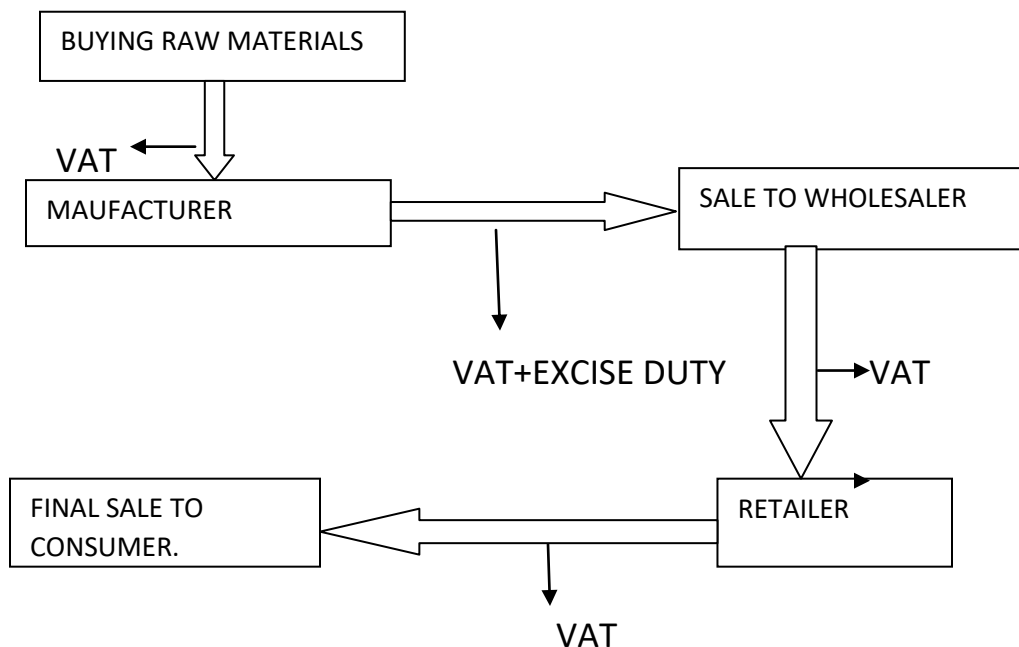 BUYING RAW MATERIALS
VAT
MAUFACTURER
SALE TO WHOLESALER
VAT+EXCISE DUTY
VAT
RETAILER
FINAL SALE TO
CONSUMER.
VAT